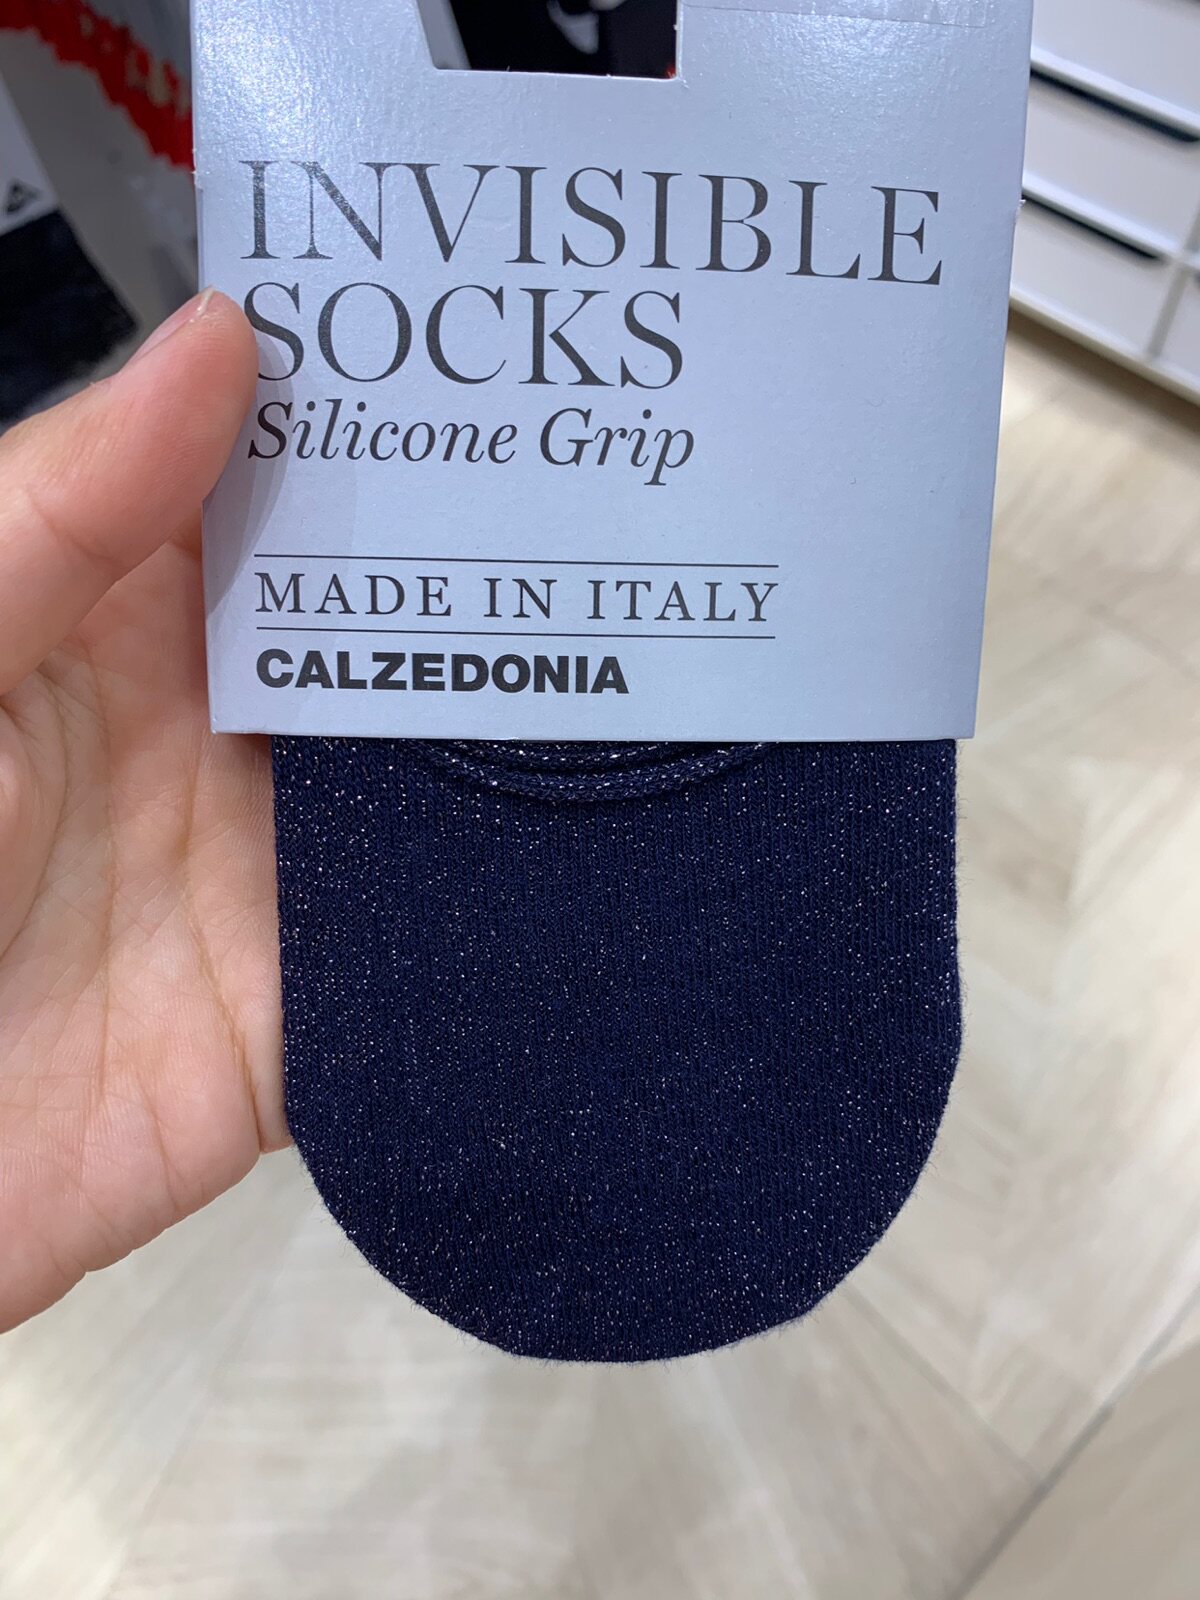 INVISIBLE
SOCKS
Silicone Grip
MADE IN ITALY
CALZEDONIA